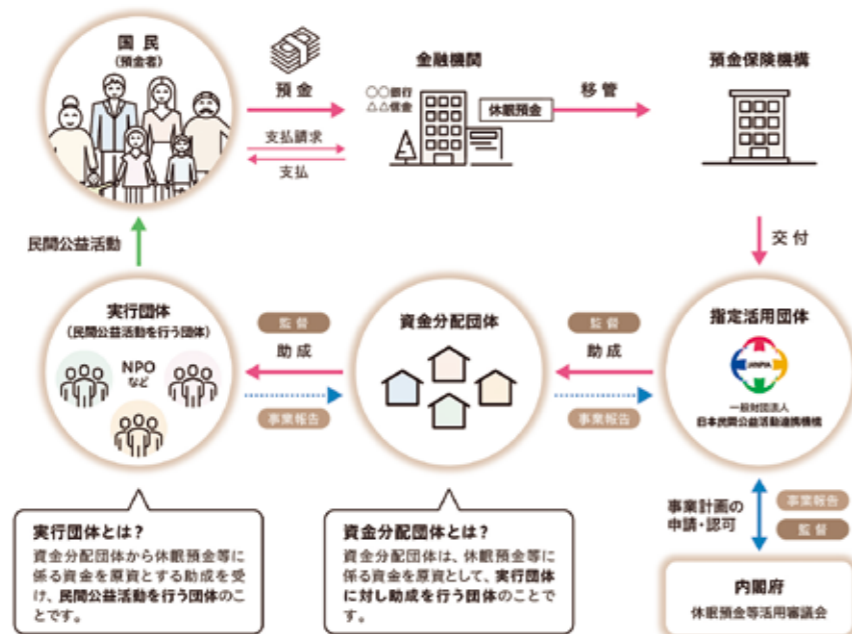 国民
(預金者)
預金
支払請求
支払
金融機関
○○銀行
△△信金
休眠預金
移管
預金保険機構
交付
民間公益活動
実行団体
(民間公益活動を行う団体)
NPO
など
監督
助成
事業報告
資金分配団体
監督
助成
事業報告
指定活用団体
JANPIA
一般財団法人
日本民間公益活動連携機構
実行団体とは?
資金分配団体から休眠預金等に
係る資金を原資とする助成を受
け、民間公益活動を行う団体のこ
とです。
資金分配団体とは?
資金分配団体は、休眠預金等に
係る資金を原資として、実行団体
に対し助成を行う団体のことで
す。
事業計画の
申請・認可
事業報告
監督
内閣府
休眠預金等活用審議会